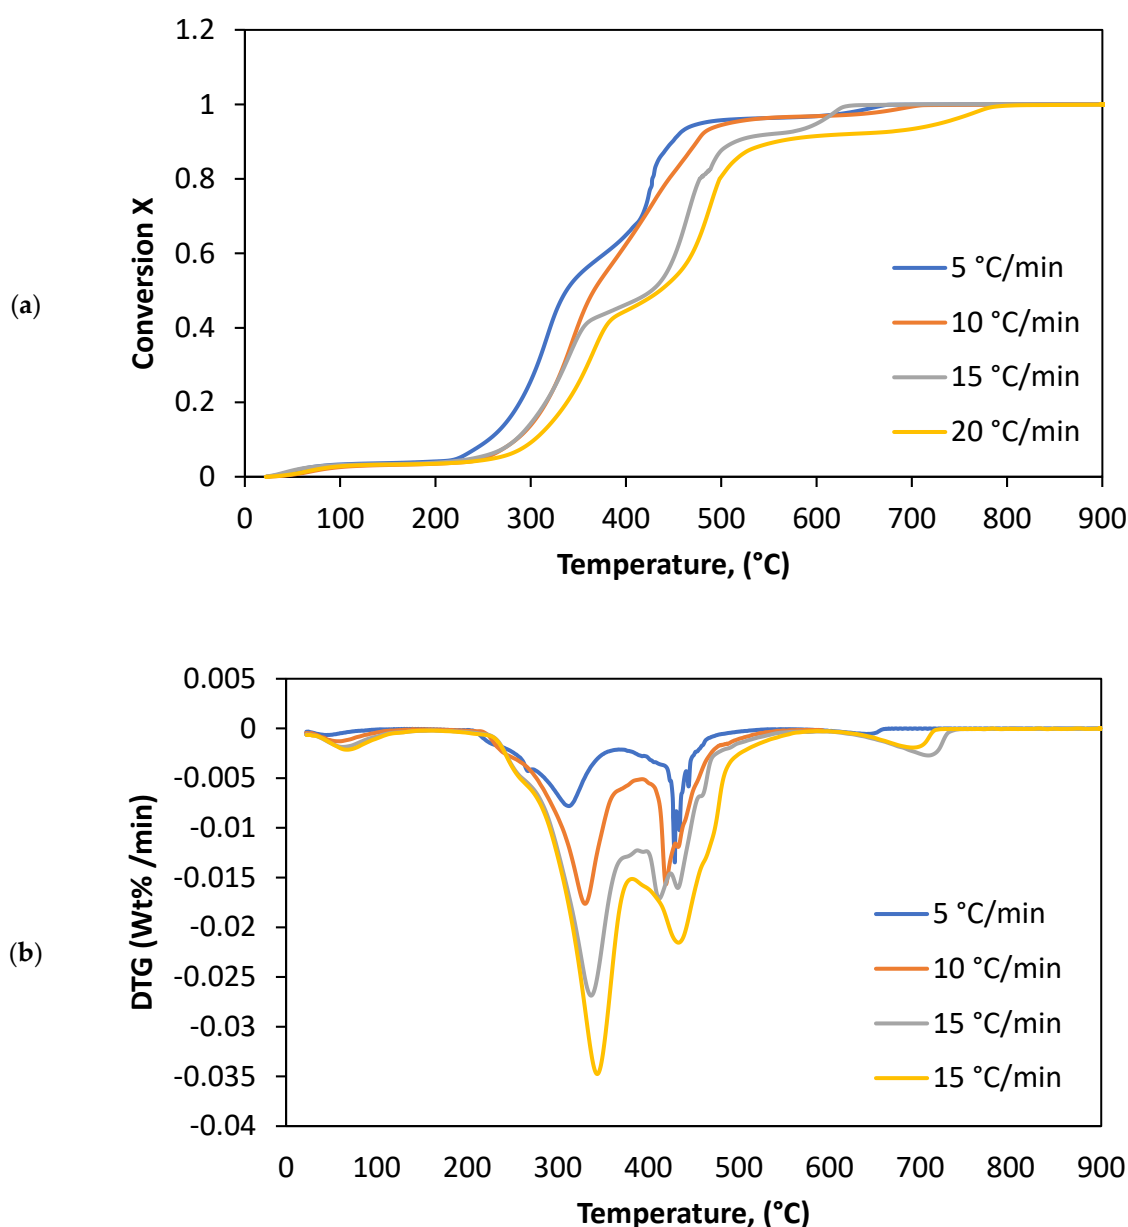 1.2
1
0.8
0.6
0.4
0.2
0
Conversion X
(a)
5 °C/min
10 °C/min
15 °C/min
20 °C/min
0 100 200 300 400 500 600 700 800 900
Temperature, (°C)
0.005
0
-0.005
-0.01
-0.015
-0.02
-0.025
-0.03
-0.035
-0.04
DTG (Wt% /min)
(b)
5 °C/min
10 °C/min
15 °C/min
15 °C/min
0 100 200 300 400 500 600 700 800 900
Temperature, (°C)